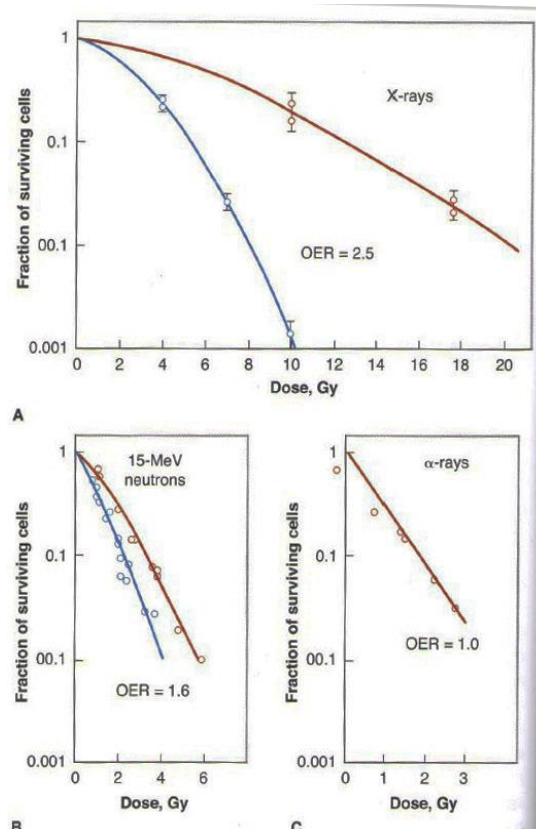 Fraction of surviving cells
1
0.1
00.1
0.001
X-rays
OER = 2.5
0 2 4 6 8 10 12 14 16 18 20
Dose, Gy
A
Fraction of surviving cells
1
0.1
00.1
0.001
15-MeV
neutrons
OER = 1.6
0 2 4 6
Dose, Gy
B
Fraction of surviving cells
1
0.1
00.1
0.001
α-rays
OER = 1.0
0 1 2 3
Dose, Gy
C